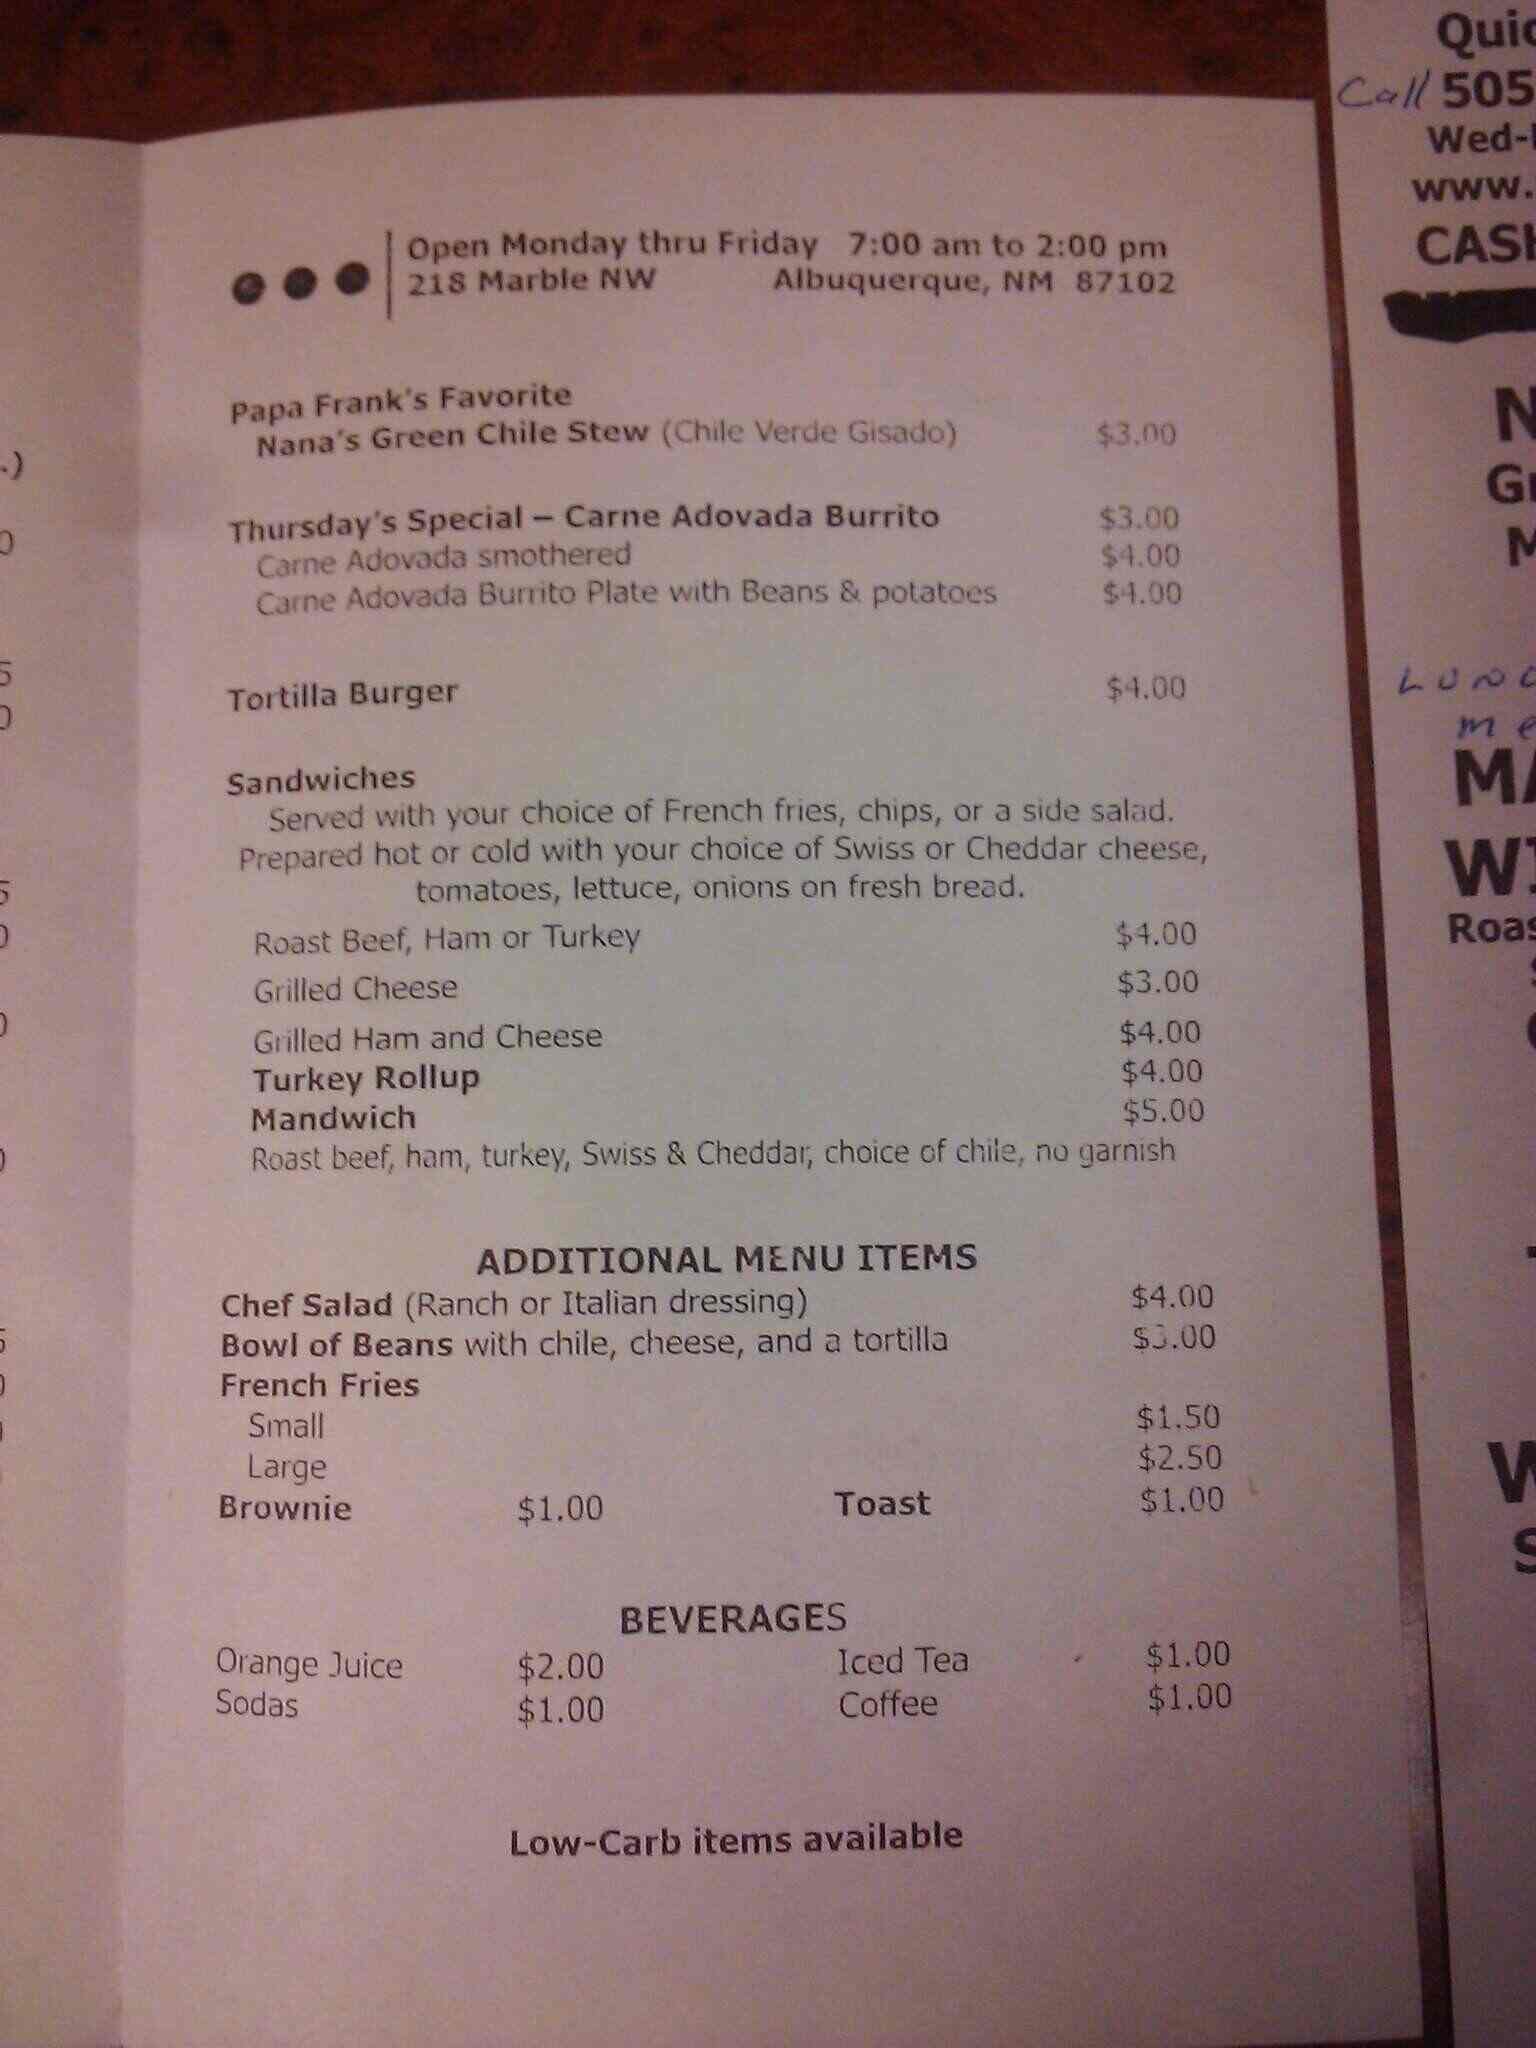 Open Monday thru Friday 7:00 am to 2:00 pm
218 Marble NW Albuquerque, NM 87102
Papa Frank's Favorite
Nana's Green Chile Stew (Chile Verde Gisado) $3.00
Thursday's Special – Carne Adovada Burrito $3.00
Carne Adovada smothered $4.00
Carne Adovada Burrito Plate with Beans & potatoes $4.00
Tortilla Burger $4.00
Sandwiches
Served with your choice of French fries, chips, or a side salad.
Prepared hot or cold with your choice of Swiss or Cheddar cheese,
tomatoes, lettuce, onions on fresh bread.
Roast Beef, Ham or Turkey $4.00
Grilled Cheese $3.00
Grilled Ham and Cheese $4.00
Turkey Rollup $4.00
Mandwich $5.00
Roast beef, ham, turkey, Swiss & Cheddar, choice of chile, no garnish
ADDITIONAL MENU ITEMS
Chef Salad (Ranch or Italian dressing) $4.00
Bowl of Beans with chile, cheese, and a tortilla $3.00
French Fries
Small $1.50
Large $2.50
Brownie $1.00 Toast $1.00
BEVERAGES
Orange Juice $2.00 Iced Tea $1.00
Sodas $1.00 Coffee $1.00
Low-Carb items available
Call 505
www.